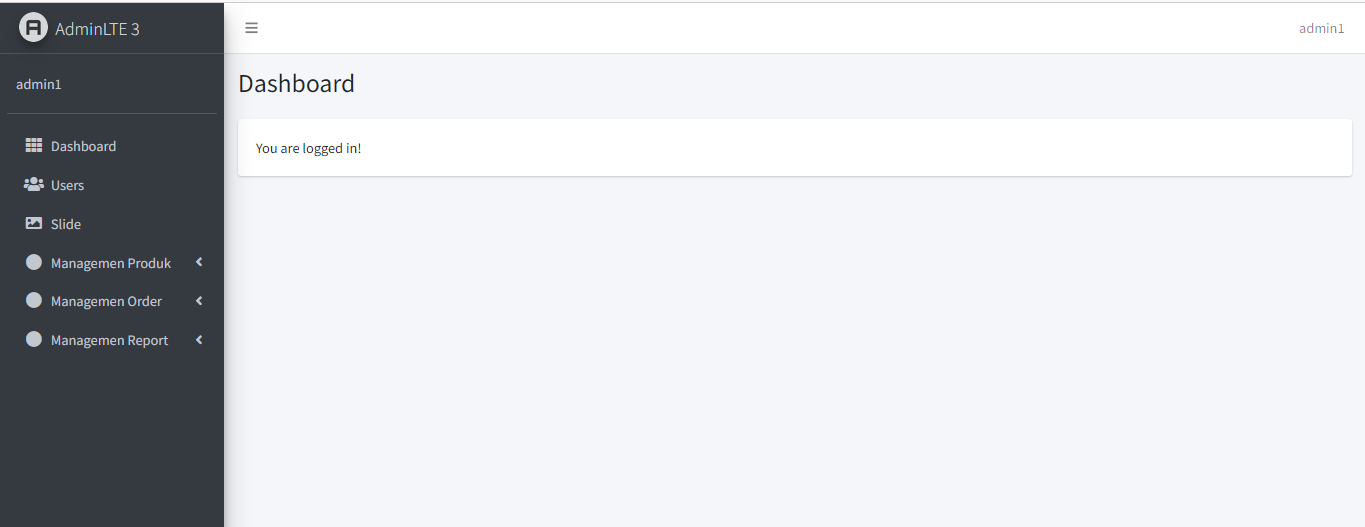 AdminLTE 3
admin1
admin1
Dashboard
Users
Slide
Managemen Produk
Managemen Order
Managemen Report
Dashboard
You are logged in!